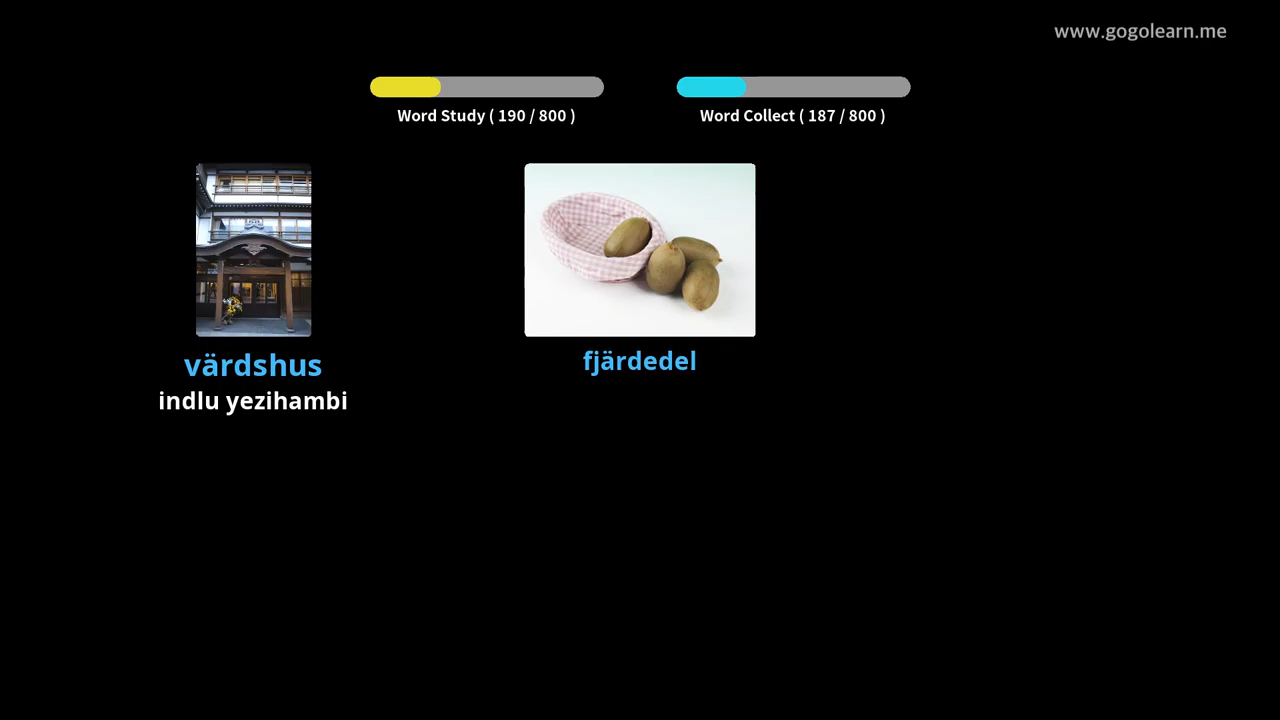 www.gogolearn.me
Word Study ( 190 / 800 )
Word Collect ( 187 / 800 )
värdshus
indlu yezihambi
fjärdedel